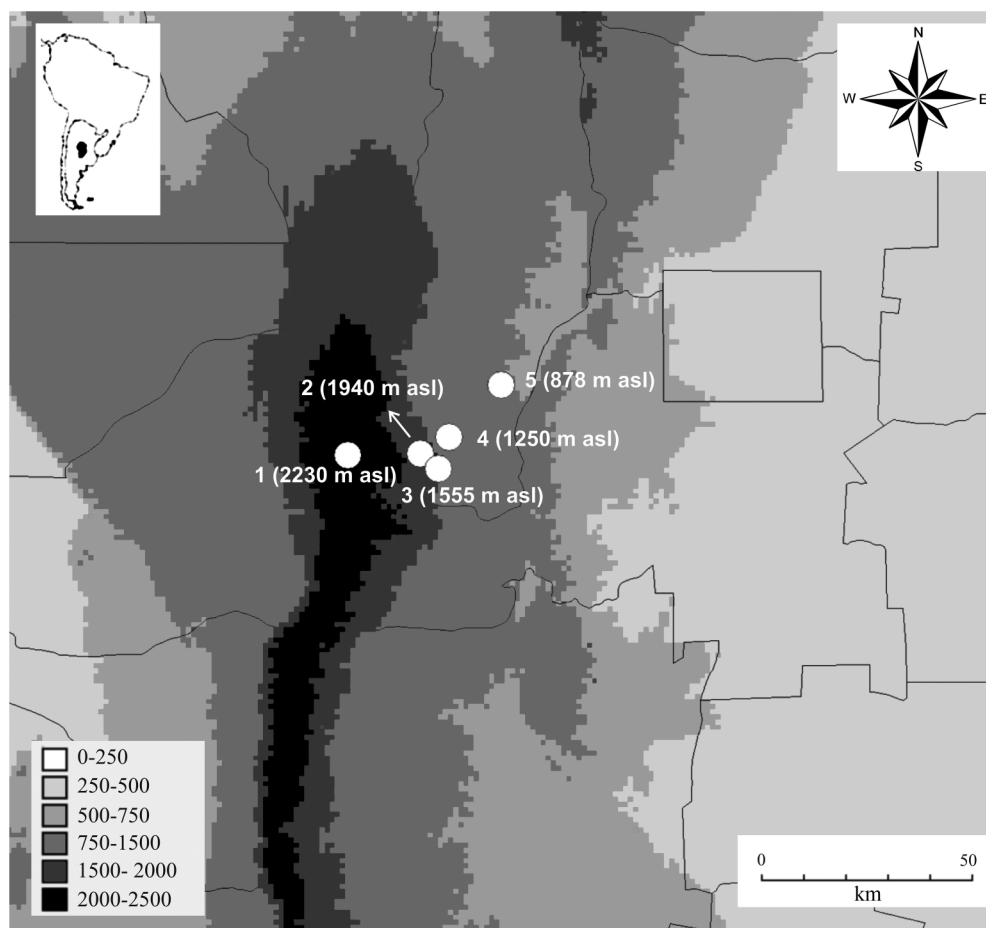 N
W E
S
2 (1940 m asl)
5 (878 m asl)
4 (1250 m asl)
1 (2230 m asl)
3 (1555 m asl)
0-250
250-500
500-750
750-1500
1500- 2000
2000-2500
0 50
km